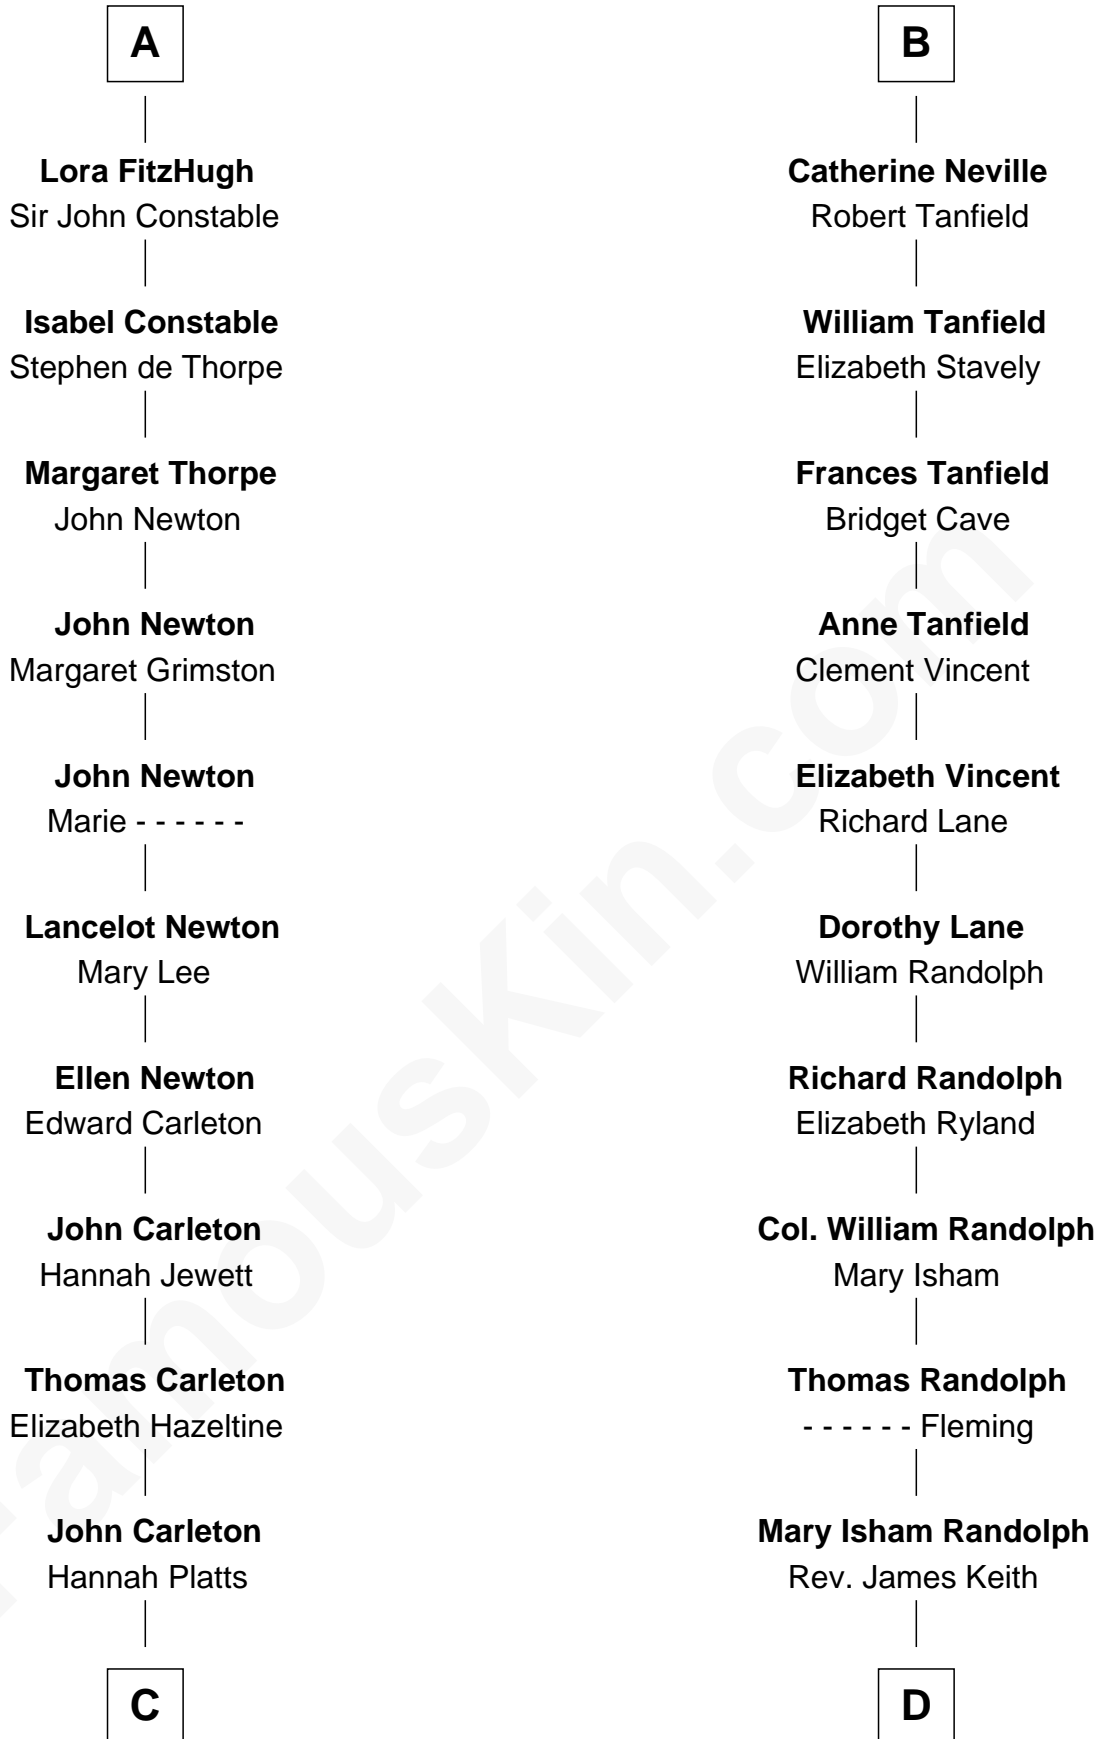 A
Lora FitzHugh
Sir John Constable
Isabel Constable
Stephen de Thorpe
Margaret Thorpe
John Newton
John Newton
Margaret Grimston
John Newton
Marie - - - - - -
Lancelot Newton
Mary Lee
Ellen Newton
Edward Carleton
John Carleton
Hannah Jewett
Thomas Carleton
Elizabeth Hazeltine
John Carleton
Hannah Platts
C
B
Catherine Neville
Robert Tanfield
William Tanfield
Elizabeth Stavely
Frances Tanfield
Bridget Cave
Anne Tanfield
Clement Vincent
Elizabeth Vincent
Richard Lane
Dorothy Lane
William Randolph
Richard Randolph
Elizabeth Ryland
Col. William Randolph
Mary Isham
Thomas Randolph
- - - - - - Fleming
Mary Isham Randolph
Rev. James Keith
D
FamousKin.com